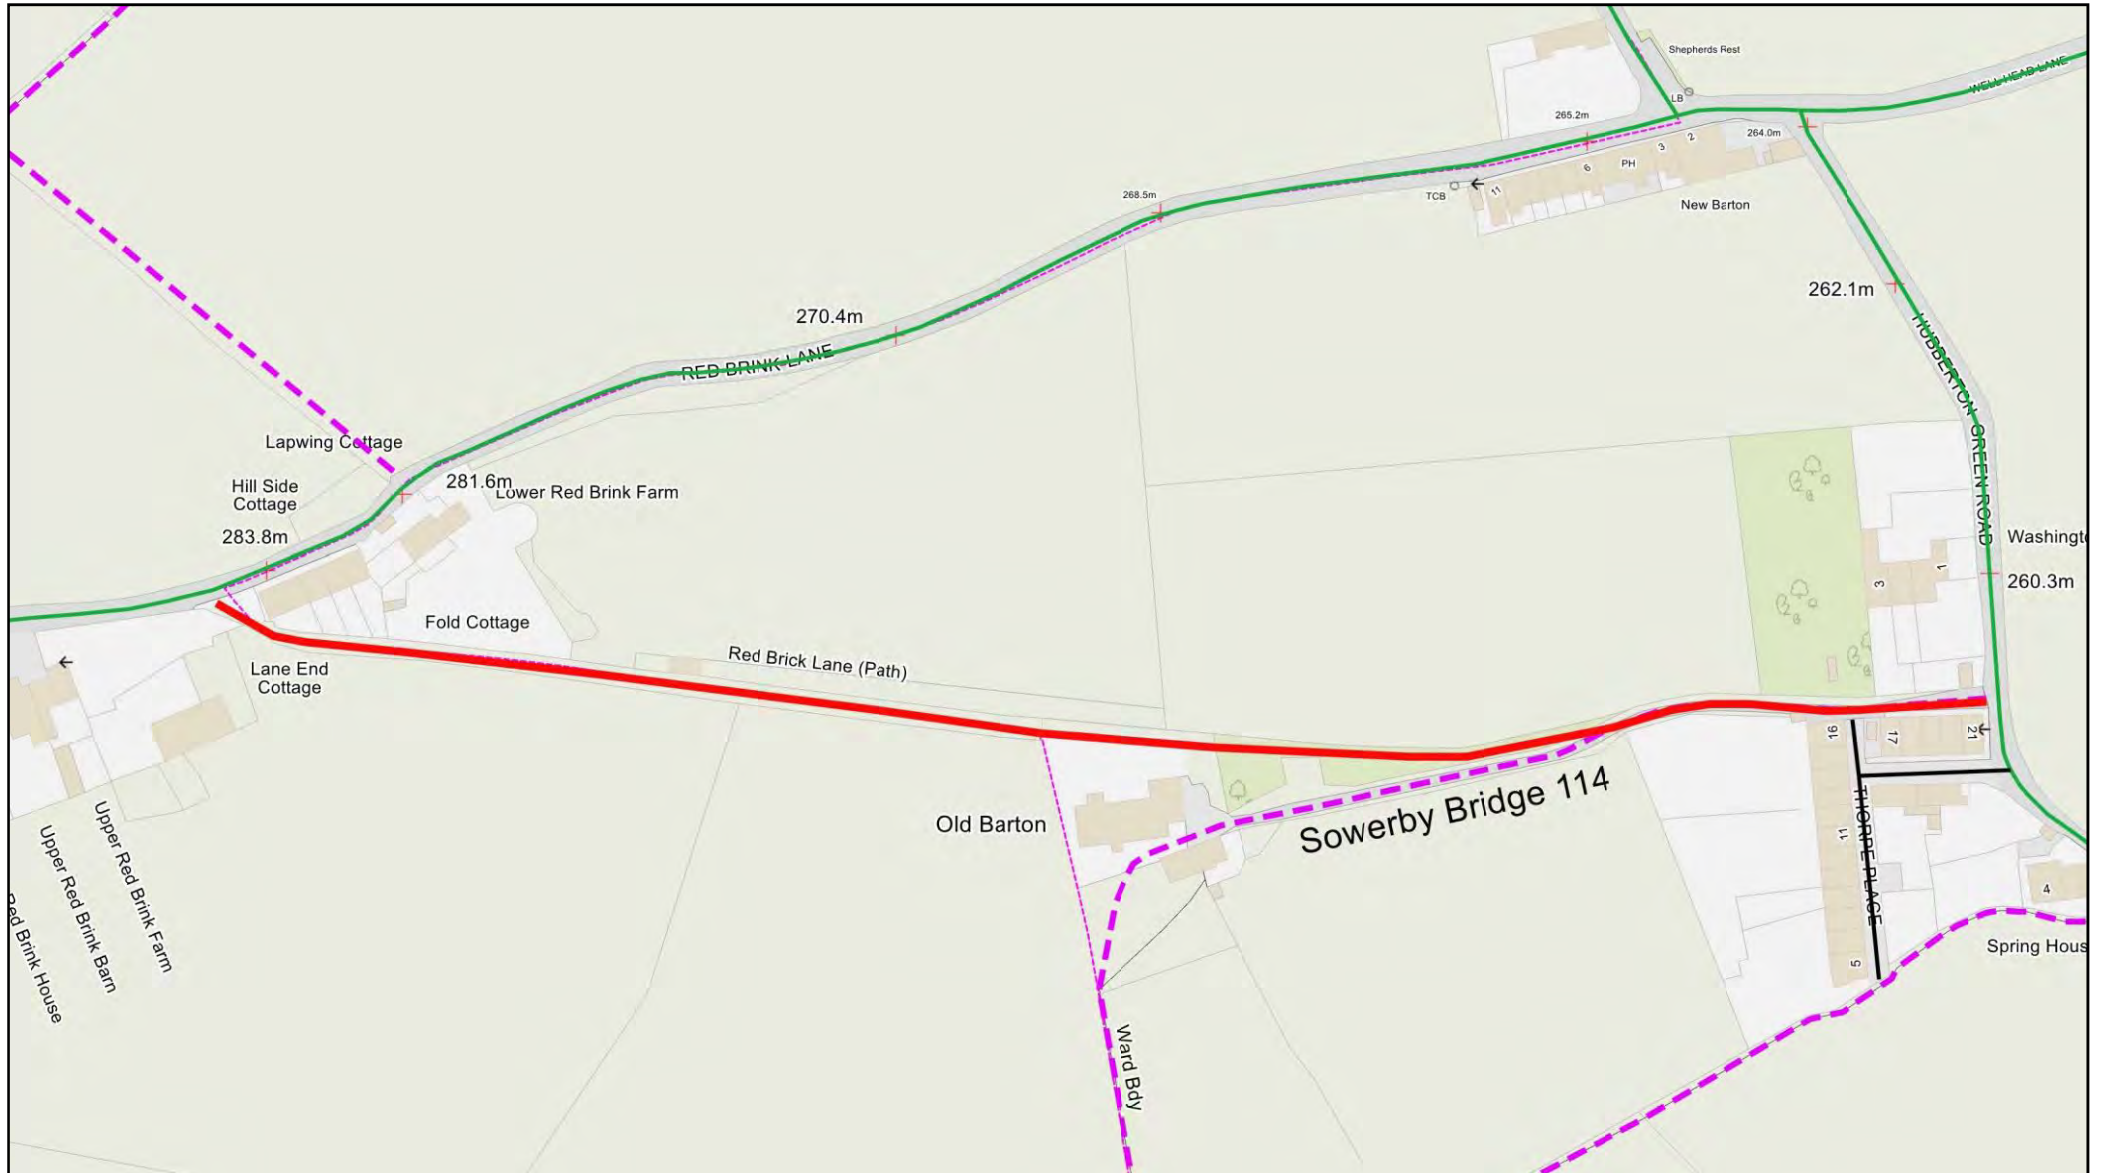 Shepherds Rest
WELL HEAD LANE
LB
265.2m
264.0m
2
3
PH
6
11
TCB
268.5m
New Barton
262.1m
270.4m
HUBBERTON GREEN ROAD
RED BRINK LANE
Lapwing Cottage
281.6m
Lower Red Brink Farm
Hill Side
Cottage
283.8m
Washingt
1
3
260.3m
Fold Cottage
Red Brick Lane (Path)
Lane End
Cottage
16
17
21
Sowerby Bridge 114
Old Barton
THORPE PLACE
11
4
5
Spring Hous
Upper Red Brink Farm
Upper Red Brink Barn
Red Brink House
Ward Bdy